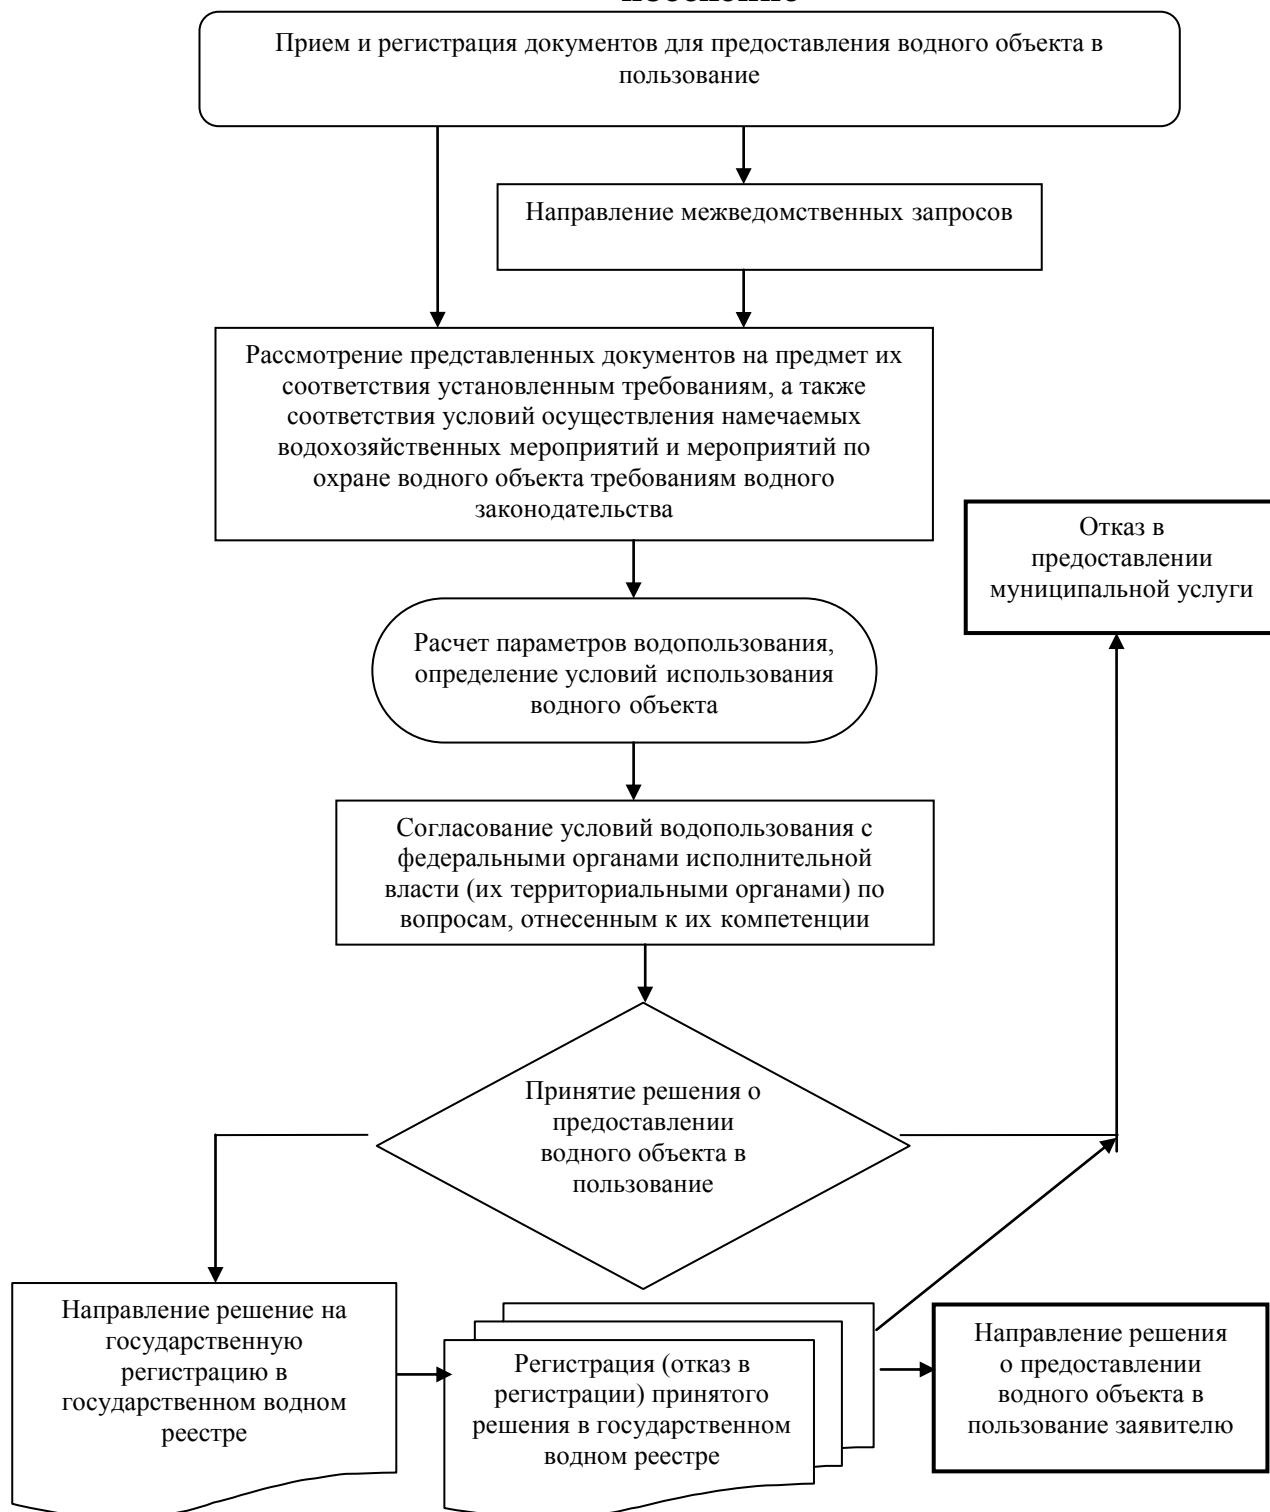 Прием и регистрация документов для предоставления водного объекта в
пользование
Направление межведомственных запросов
Рассмотрение представленных документов на предмет их
соответствия установленным требованиям, а также
соответствия условий осуществления намечаемых
водохозяйственных мероприятий и мероприятий по
охране водного объекта требованиям водного
законодательства
Отказ в
предоставлении
муниципальной услуги
Расчет параметров водопользования,
определение условий использования
водного объекта
Согласование условий водопользования с
федеральными органами исполнительной
власти (их территориальными органами) по
вопросам, отнесенным к их компетенции
Принятие решения о
предоставлении
водного объекта в
пользование
Направление решение на
государственную
регистрацию в
государственном водном
реестре
Регистрация (отказ в
регистрации) принятого
решения в государственном
водном реестре
Направление решения
о предоставлении
водного объекта в
пользование заявителю